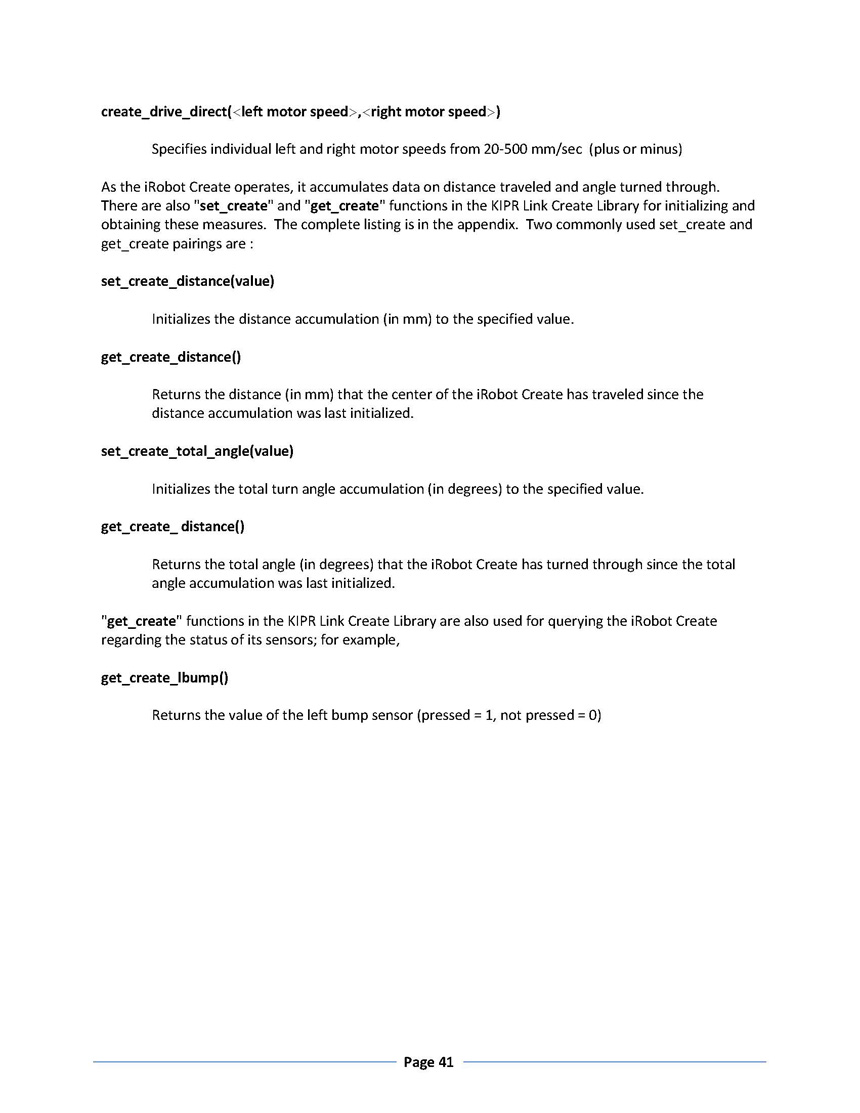 create_drive_direct(<left motor speed>,<right motor speed>)
Specifies individual left and right motor speeds from 20-500 mm/sec  (plus or minus)
As the iRobot Create operates, it accumulates data on distance traveled and angle turned through.
There are also "set_create" and "get_create" functions in the KIPR Link Create Library for initializing and
obtaining these measures.  The complete listing is in the appendix.  Two commonly used set_create and
get_create pairings are :
set_create_distance(value)
Initializes the distance accumulation (in mm) to the specified value.
get_create_distance()
Returns the distance (in mm) that the center of the iRobot Create has traveled since the
distance accumulation was last initialized.
set_create_total_angle(value)
Initializes the total turn angle accumulation (in degrees) to the specified value.
get_create_ distance()
Returns the total angle (in degrees) that the iRobot Create has turned through since the total
angle accumulation was last initialized.
"get_create" functions in the KIPR Link Create Library are also used for querying the iRobot Create
regarding the status of its sensors; for example,
get_create_lbump()
Returns the value of the left bump sensor (pressed = 1, not pressed = 0)
Page 41